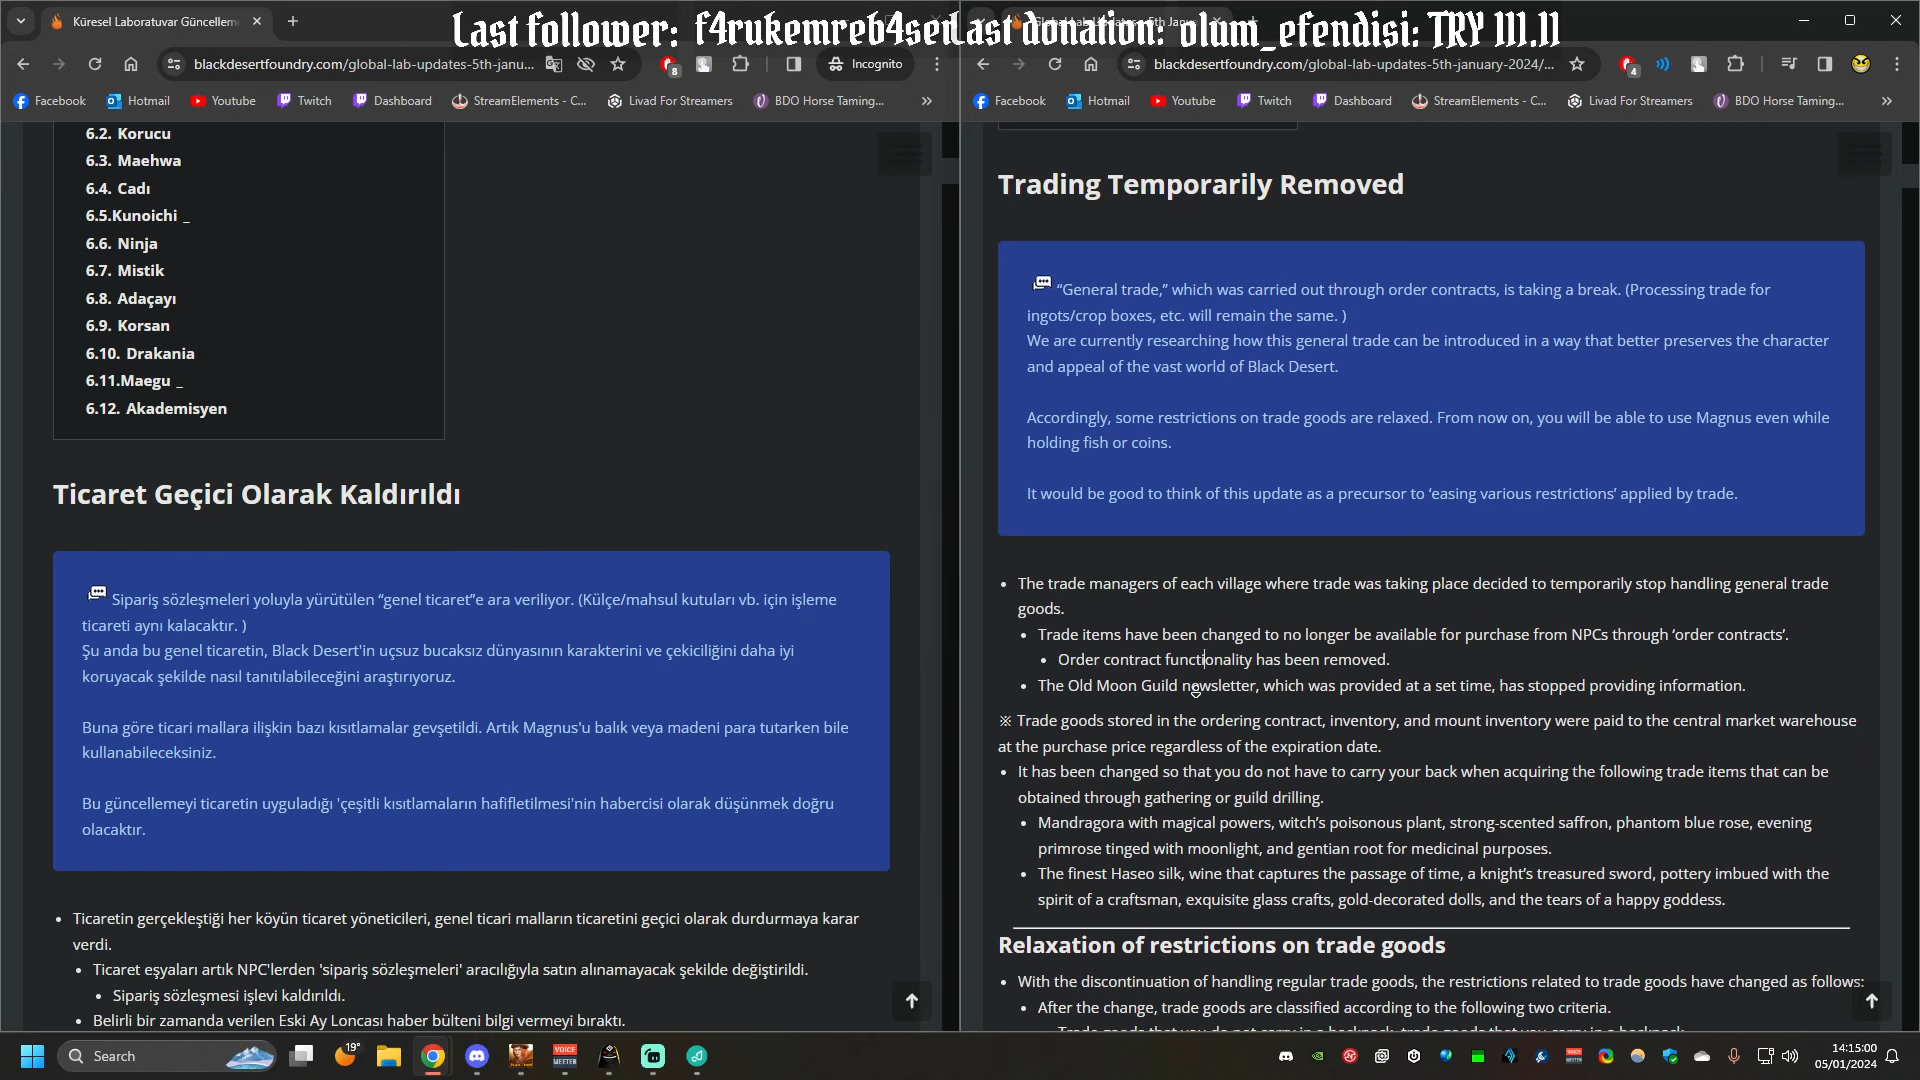 Last follower: f4rukemreb4sen
Last donation: olum_efendisi: TRY 111.11
Küresel Laboratuvar Güncellem
blackdesertfoundry.com/global-lab-updates-5th-janu...
8
Incognito
Facebook
Hotmail
Youtube
Twitch
Dashboard
StreamElements - C...
Livad For Streamers
BDO Horse Taming...
6.2. Korucu
6.3. Maehwa
6.4. Cadı
6.5.Kunoichi _
6.6. Ninja
6.7. Mistik
6.8. Adaçayı
6.9. Korsan
6.10. Drakania
6.11.Maegu _
6.12. Akademisyen
Ticaret Geçici Olarak Kaldırıldı
Sipariş sözleşmeleri yoluyla yürütülen “genel ticaret”e ara veriliyor. (Külçe/mahsul kutuları vb. için işleme
ticareti aynı kalacaktır. )
Şu anda bu genel ticaretin, Black Desert'in uçsuz bucaksız dünyasının karakterini ve çekiciliğini daha iyi
koruyacak şekilde nasıl tanıtılabileceğini araştırıyoruz.
Buna göre ticari mallara ilişkin bazı kısıtlamalar gevşetildi. Artık Magnus'u balık veya madeni para tutarken bile
kullanabileceksiniz.
Bu güncellemeyi ticaretin uyguladığı 'çeşitli kısıtlamaların hafifletilmesi'nin habercisi olarak düşünmek doğru
olacaktır.
Ticaretin gerçekleştiği her köyün ticaret yöneticileri, genel ticari malların ticaretini geçici olarak durdurmaya karar
verdi.
Ticaret eşyaları artık NPC'lerden 'sipariş sözleşmeleri' aracılığıyla satın alınamayacak şekilde değiştirildi.
Sipariş sözleşmesi işlevi kaldırıldı.
Belirli bir zamanda verilen Eski Ay Loncası haber bülteni bilgi vermeyi bıraktı.
blackdesertfoundry.com/global-lab-updates-5th-january-2024/...
4
Facebook
Hotmail
Youtube
Twitch
Dashboard
StreamElements - C...
Livad For Streamers
BDO Horse Taming...
Trading Temporarily Removed
“General trade,” which was carried out through order contracts, is taking a break. (Processing trade for
ingots/crop boxes, etc. will remain the same. )
We are currently researching how this general trade can be introduced in a way that better preserves the character
and appeal of the vast world of Black Desert.
Accordingly, some restrictions on trade goods are relaxed. From now on, you will be able to use Magnus even while
holding fish or coins.
It would be good to think of this update as a precursor to ‘easing various restrictions’ applied by trade.
The trade managers of each village where trade was taking place decided to temporarily stop handling general trade
goods.
Trade items have been changed to no longer be available for purchase from NPCs through ‘order contracts’.
Order contract functionality has been removed.
The Old Moon Guild newsletter, which was provided at a set time, has stopped providing information.
※ Trade goods stored in the ordering contract, inventory, and mount inventory were paid to the central market warehouse
at the purchase price regardless of the expiration date.
It has been changed so that you do not have to carry your back when acquiring the following trade items that can be
obtained through gathering or guild drilling.
Mandragora with magical powers, witch’s poisonous plant, strong-scented saffron, phantom blue rose, evening
primrose tinged with moonlight, and gentian root for medicinal purposes.
The finest Haseo silk, wine that captures the passage of time, a knight’s treasured sword, pottery imbued with the
spirit of a craftsman, exquisite glass crafts, gold-decorated dolls, and the tears of a happy goddess.
Relaxation of restrictions on trade goods
With the discontinuation of handling regular trade goods, the restrictions related to trade goods have changed as follows:
After the change, trade goods are classified according to the following two criteria.
Search
19°
VOICE
MEETER
14:15:00
05/01/2024